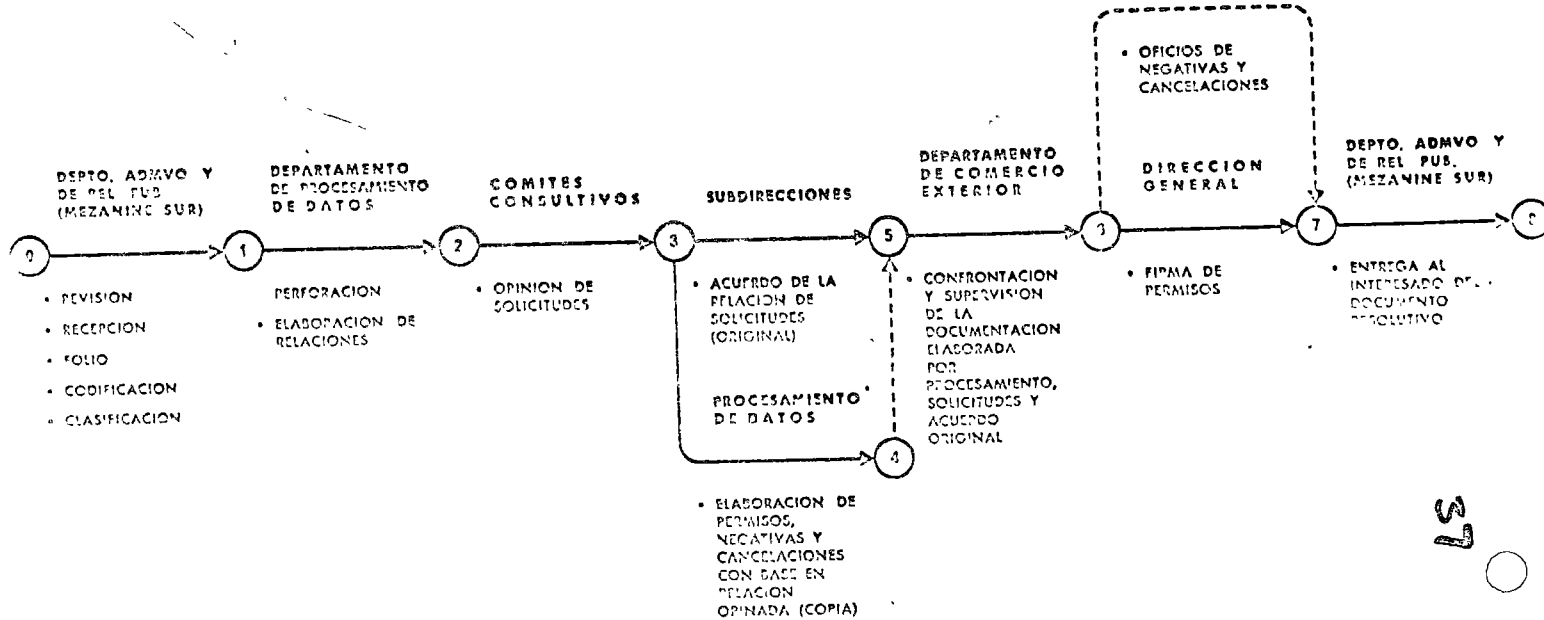 • OFICIOS DE
NEGATIVAS Y
CANCELACIONES
DEPTO. ADMVO Y
DE REL PUB
(MEZANINE SUR)
DEPARTAMENTO
DE PROCESAMIENTO
DE DATOS
COMITES
CONSULTIVOS
SUBDIRECCIONES
DEPARTAMENTO
DE COMERCIO
EXTERIOR
DIRECCION
GENERAL
DEPTO. ADMVO Y
DE REL PUB.
(MEZANINE SUR)
0
1
2
3
5
7
• REVISION
• RECEPCION
• FOLIO
• CODIFICACION
• CLASIFICACION
PERFORACION
• ELABORACION DE
RELACIONES
• OPINION DE
SOLICITUDES
• ACUERDO DE LA
RELACION DE
SOLICITUDES
(ORIGINAL)
PROCESAMIENTO
DE DATOS
4
• ELABORACION DE
PERMISOS,
NEGATIVAS Y
CANCELACIONES
CON BASE EN
RELACION
OPINADA (COPIA)
• CONFRONTACION
Y SUPERVISION
DE LA
DOCUMENTACION
ELABORADA
POR
PROCESAMIENTO,
SOLICITUDES Y
ACUERDO
ORIGINAL
• FIRMA DE
PERMISOS
• ENTREGA AL
INTERESADO DEL
DOCUMENTO
RESOLUTIVO